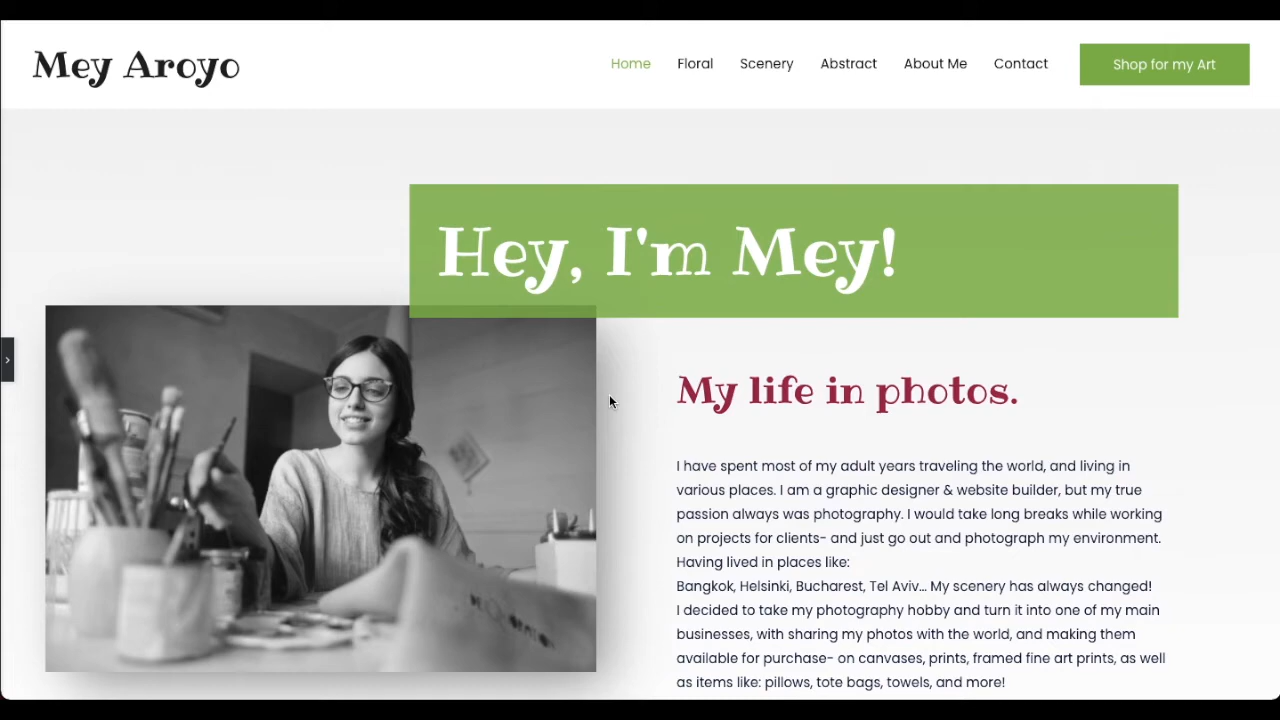 Mey Aroyo
Home Floral Scenery Abstract About Me Contact Shop for my Art
Hey, I'm Mey!
My life in photos.
I have spent most of my adult years traveling the world, and living in
various places. I am a graphic designer & website builder, but my true
passion always was photography. I would take long breaks while working
on projects for clients- and just go out and photograph my environment.
Having lived in places like:
Bangkok, Helsinki, Bucharest, Tel Aviv... My scenery has always changed!
I decided to take my photography hobby and turn it into one of my main
businesses, with sharing my photos with the world, and making them
available for purchase- on canvases, prints, framed fine art prints, as well
as items like: pillows, tote bags, towels, and more!